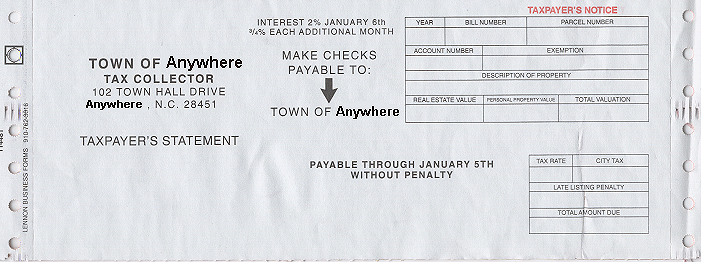 TAXPAYER'S NOTICE
INTEREST 2% JANUARY 6th
¾% EACH ADDITIONAL MONTH
YEAR BILL NUMBER PARCEL NUMBER
ACCOUNT NUMBER EXEMPTION
DESCRIPTION OF PROPERTY
REAL ESTATE VALUE PERSONAL PROPERTY VALUE TOTAL VALUATION
TOWN OF Anywhere
TAX COLLECTOR
102 TOWN HALL DRIVE
Anywhere , N.C. 28451
MAKE CHECKS
PAYABLE TO:
TOWN OF Anywhere
TAXPAYER'S STATEMENT
PAYABLE THROUGH JANUARY 5TH
WITHOUT PENALTY
TAX RATE CITY TAX
LATE LISTING PENALTY
TOTAL AMOUNT DUE
LENNON BUSINESS FORMS